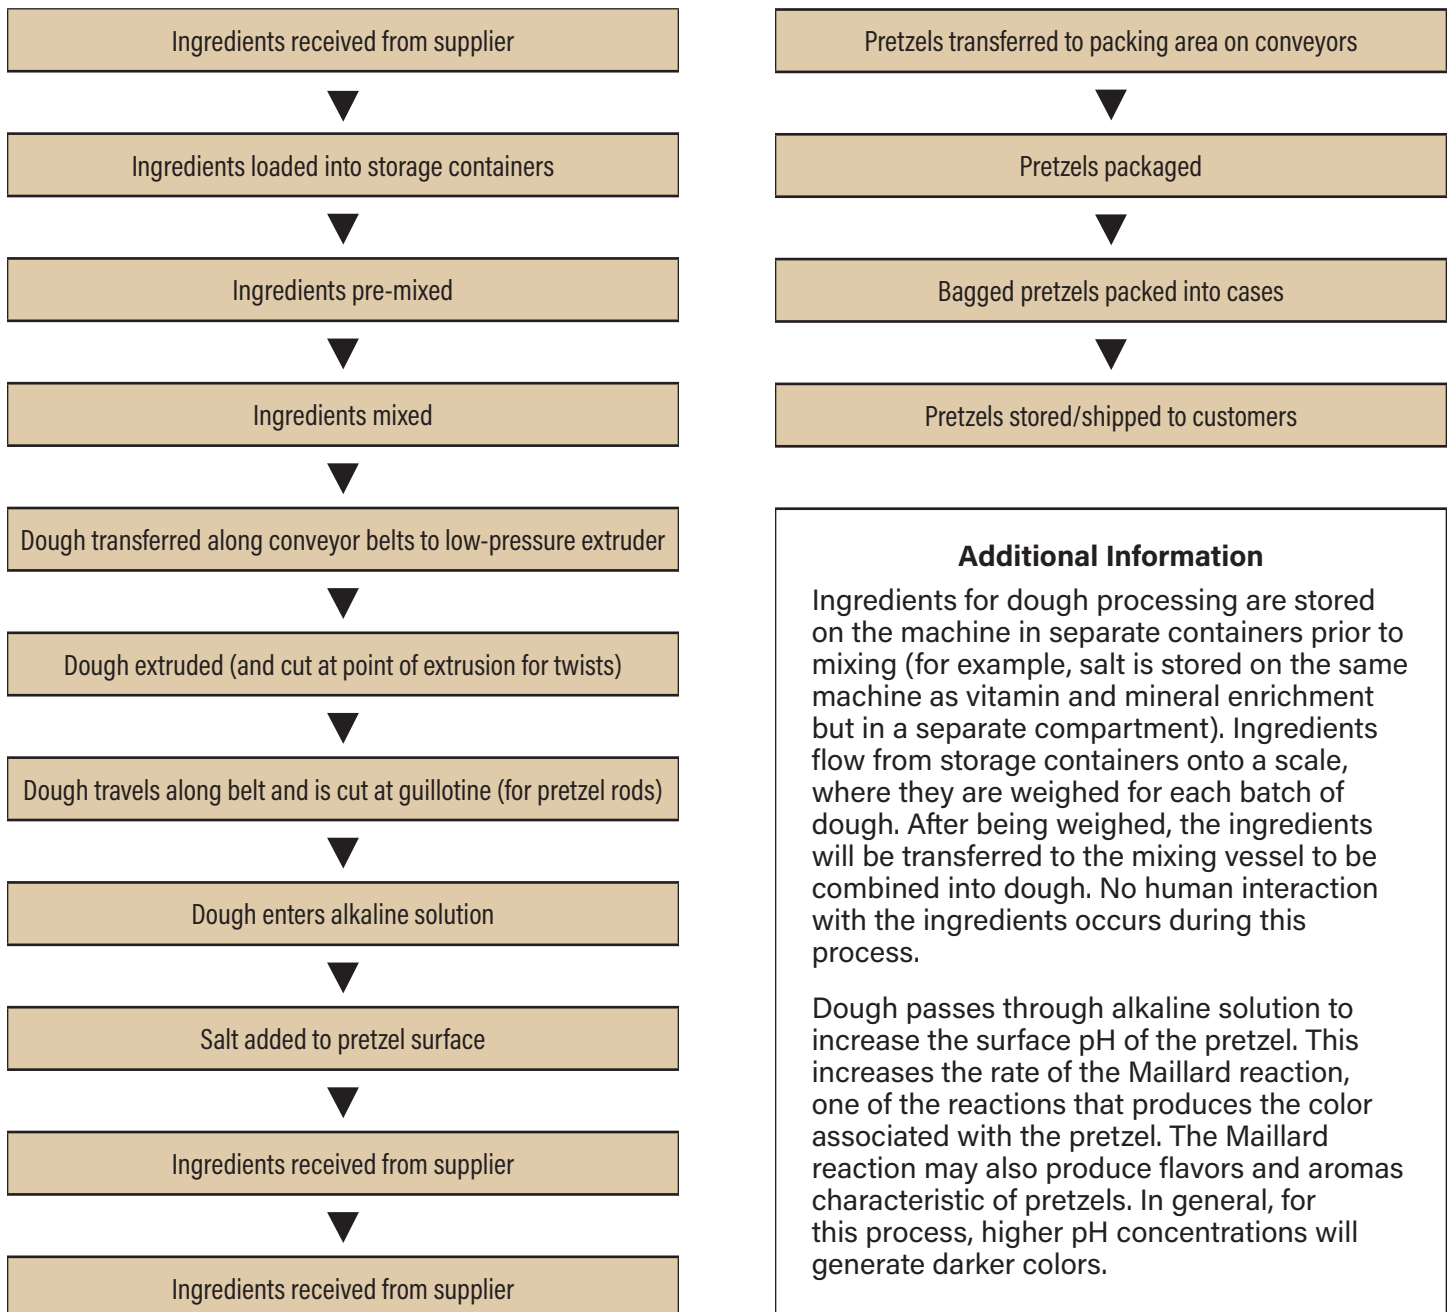 Ingredients received from supplier
Ingredients loaded into storage containers
Ingredients pre-mixed
Ingredients mixed
Dough transferred along conveyor belts to low-pressure extruder
Dough extruded (and cut at point of extrusion for twists)
Dough travels along belt and is cut at guillotine (for pretzel rods)
Dough enters alkaline solution
Salt added to pretzel surface
Ingredients received from supplier
Ingredients received from supplier
Pretzels transferred to packing area on conveyors
Pretzels packaged
Bagged pretzels packed into cases
Pretzels stored/shipped to customers
Additional Information
Ingredients for dough processing are stored
on the machine in separate containers prior to
mixing (for example, salt is stored on the same
machine as vitamin and mineral enrichment
but in a separate compartment). Ingredients
flow from storage containers onto a scale,
where they are weighed for each batch of
dough. After being weighed, the ingredients
will be transferred to the mixing vessel to be
combined into dough. No human interaction
with the ingredients occurs during this
process.
Dough passes through alkaline solution to
increase the surface pH of the pretzel. This
increases the rate of the Maillard reaction,
one of the reactions that produces the color
associated with the pretzel. The Maillard
reaction may also produce flavors and aromas
characteristic of pretzels. In general, for
this process, higher pH concentrations will
generate darker colors.